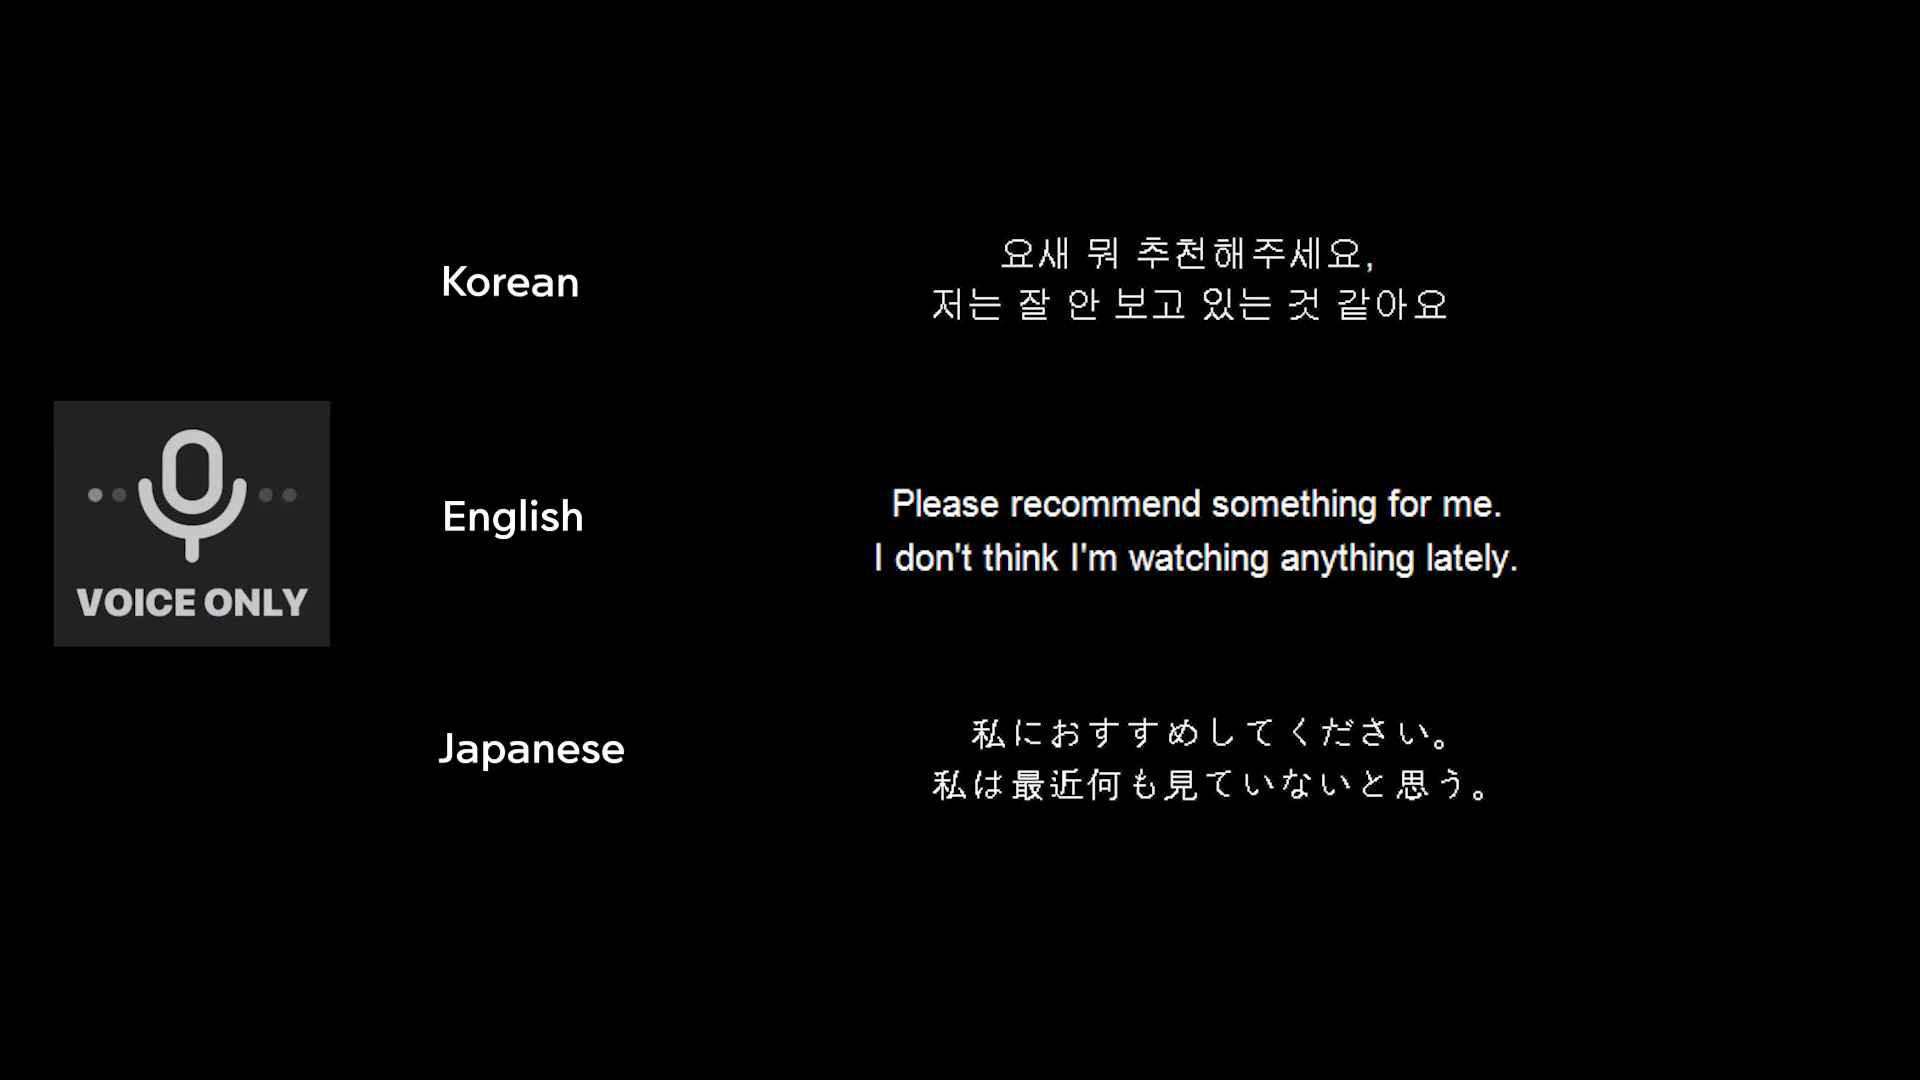 Korean
요새 뭐 추천해주세요,
저는 잘 안 보고 있는 것 같아요
VOICE ONLY
English
Please recommend something for me.
I don't think I'm watching anything lately.
Japanese
私におすすめしてください。
私は最近何も見ていないと思う。